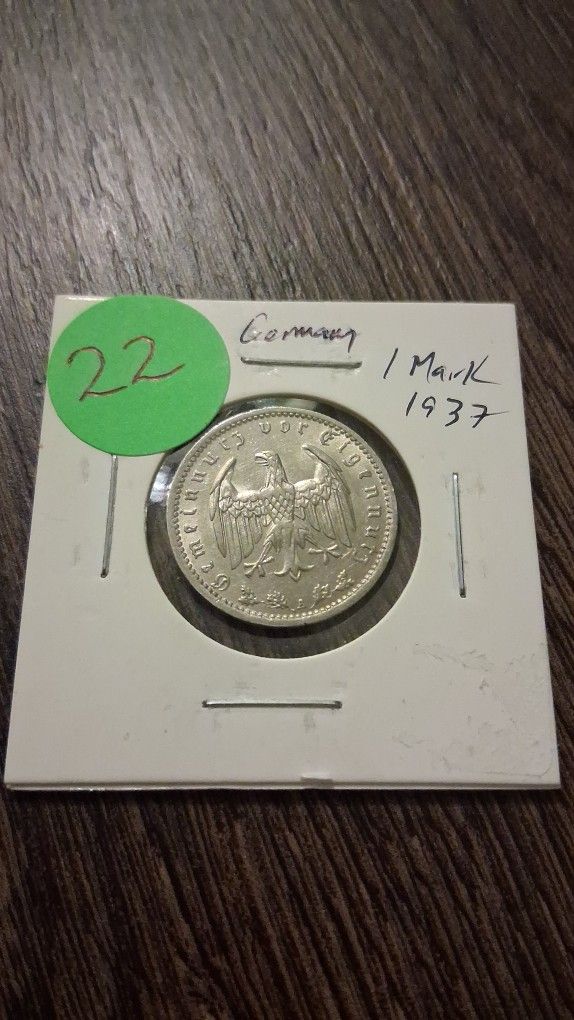 22
Germany
1 Mark
1937
Gemeinnutz vor Eigennutz
A